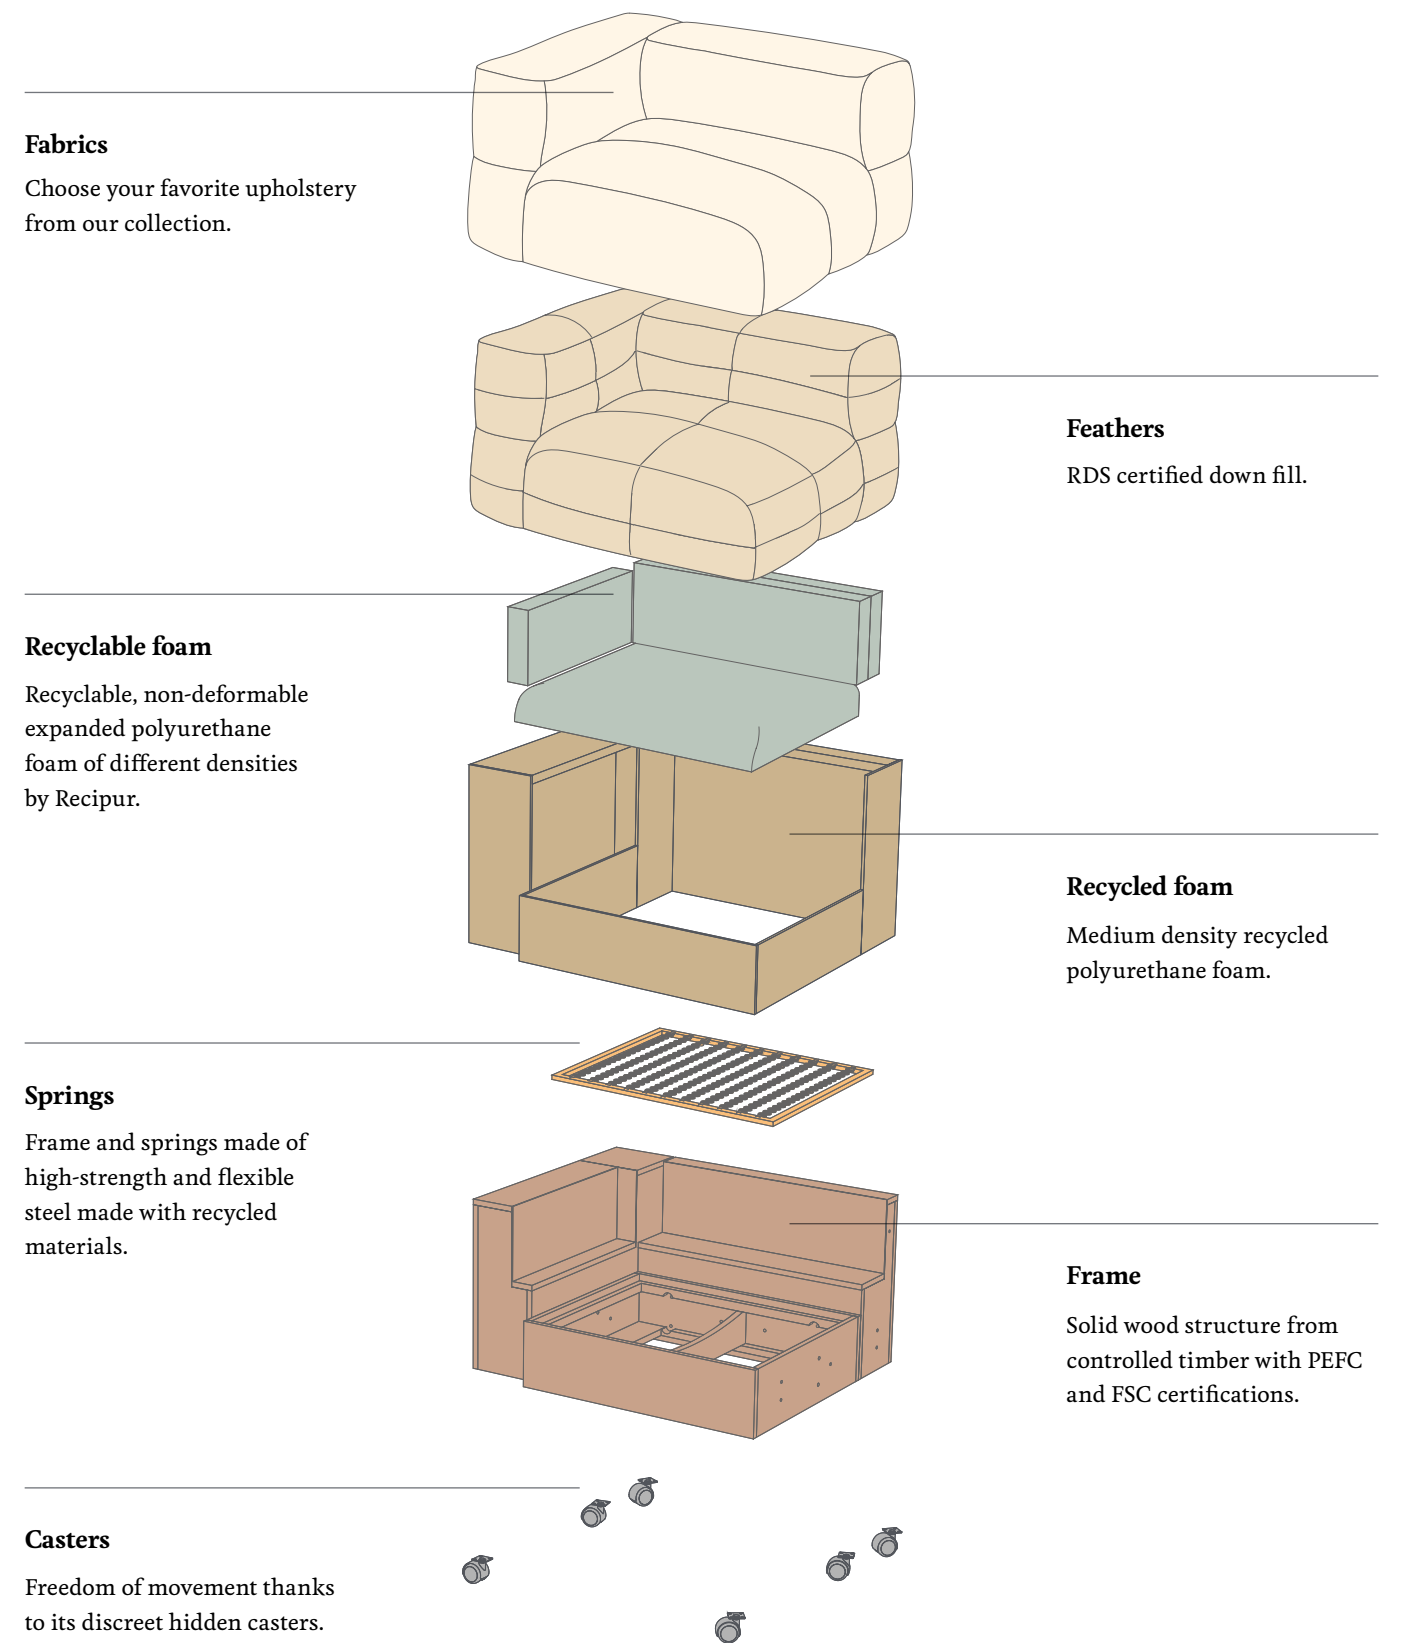 Fabrics
Choose your favorite upholstery
from our collection.
Feathers
RDS certified down fill.
Recyclable foam
Recyclable, non-deformable
expanded polyurethane
foam of different densities
by Recipur.
Recycled foam
Medium density recycled
polyurethane foam.
Springs
Frame and springs made of
high-strength and flexible
steel made with recycled
materials.
Frame
Solid wood structure from
controlled timber with PEFC
and FSC certifications.
Casters
Freedom of movement thanks
to its discreet hidden casters.